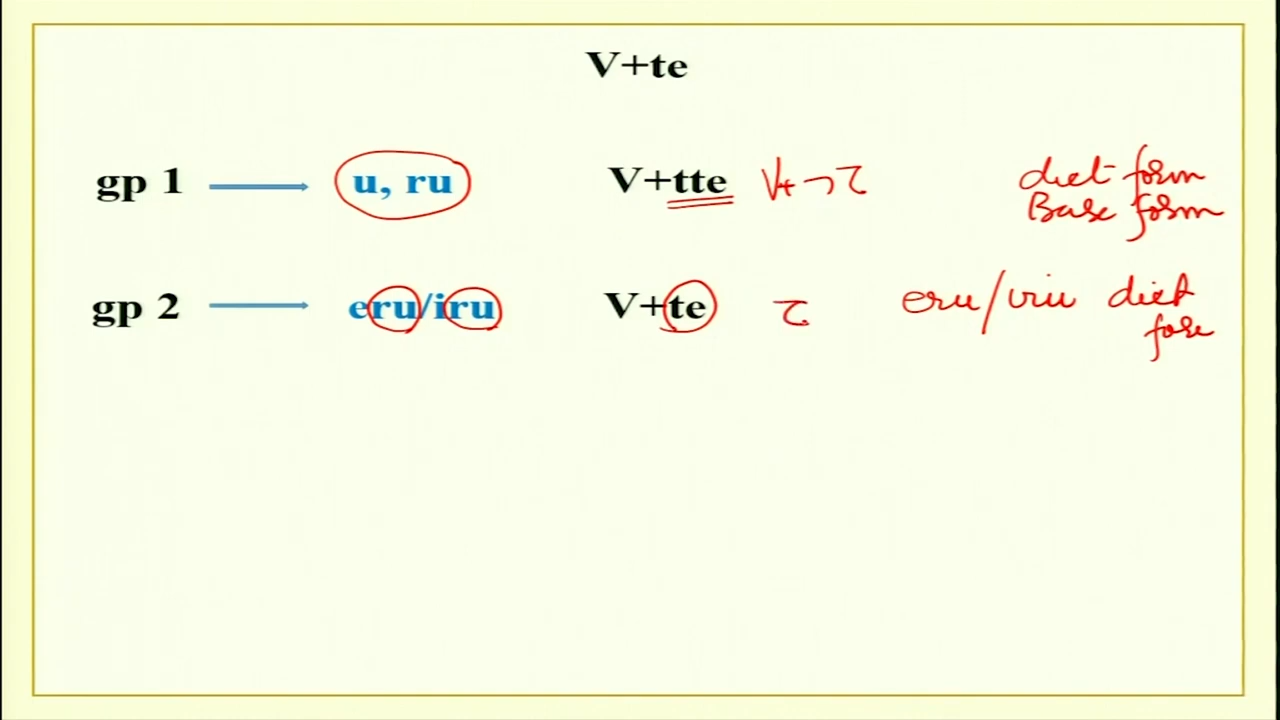 V+te
gp 1 → u, ru V+tte V+ って dict form
Base form
gp 2 → eru/iru V+te て eru/iru dict
form